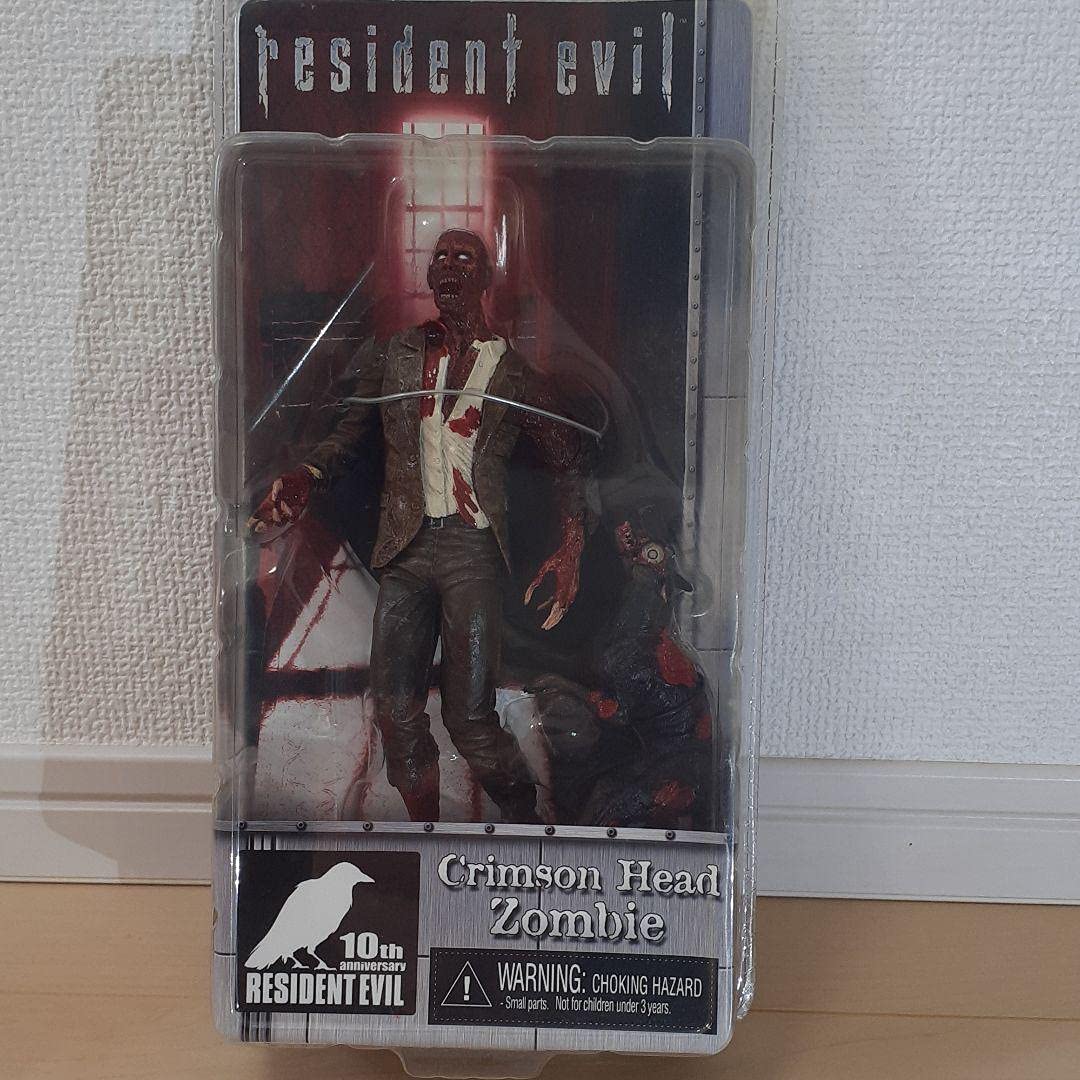 resident evil™
Crimson Head
Zombie
10th
anniversary
RESIDENT EVIL
WARNING: CHOKING HAZARD
- Small parts. Not for children under 3 years.